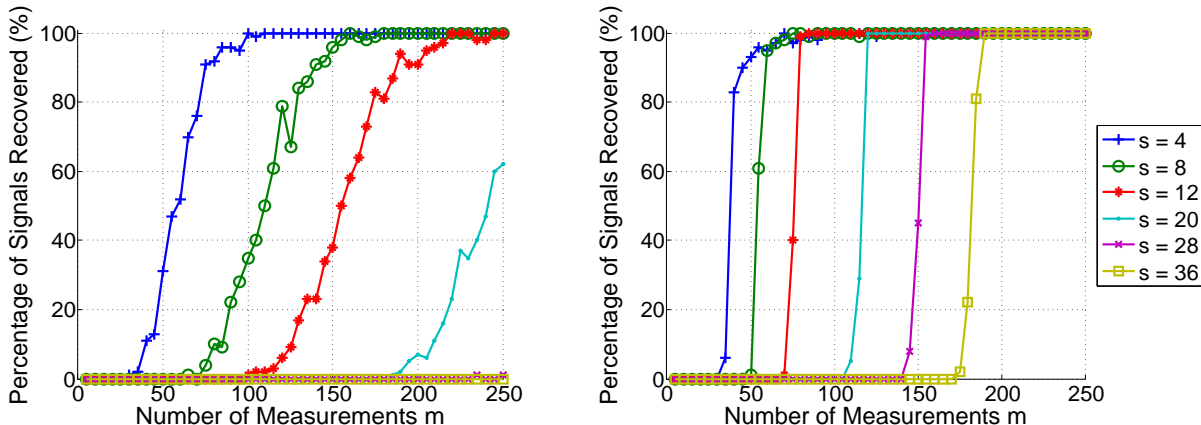 Percentage of Signals Recovered (%)
100
80
60
40
20
0
0
50
100
150
200
250
Number of Measurements m
Percentage of Signals Recovered (%)
100
80
60
40
20
0
0
50
100
150
200
250
Number of Measurements m
s = 4
s = 8
s = 12
s = 20
s = 28
s = 36